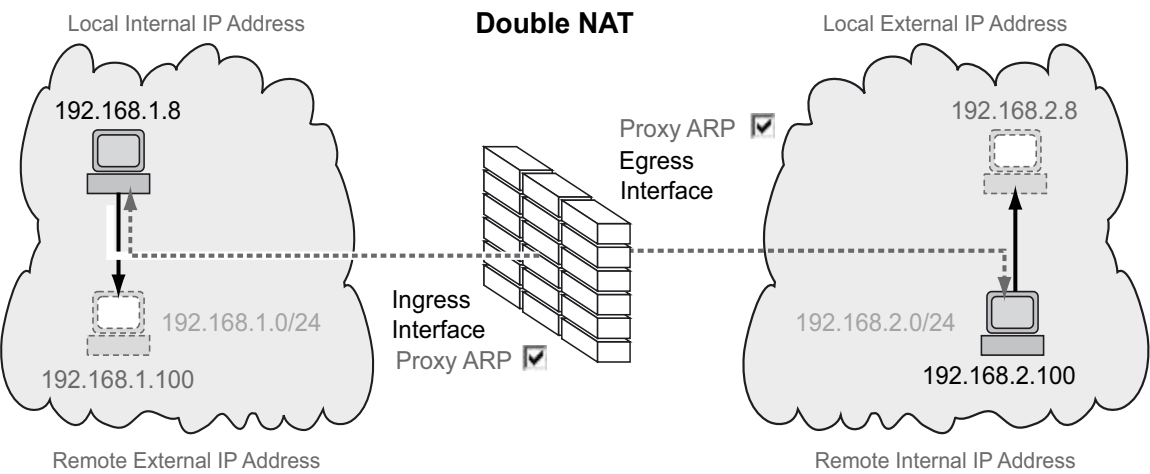 Double NAT
Local Internal IP Address
Local External IP Address
192.168.1.8
192.168.2.8
Proxy ARP
Egress
Interface
Ingress
Interface
Proxy ARP
192.168.1.0/24
192.168.2.0/24
192.168.1.100
192.168.2.100
Remote External IP Address
Remote Internal IP Address